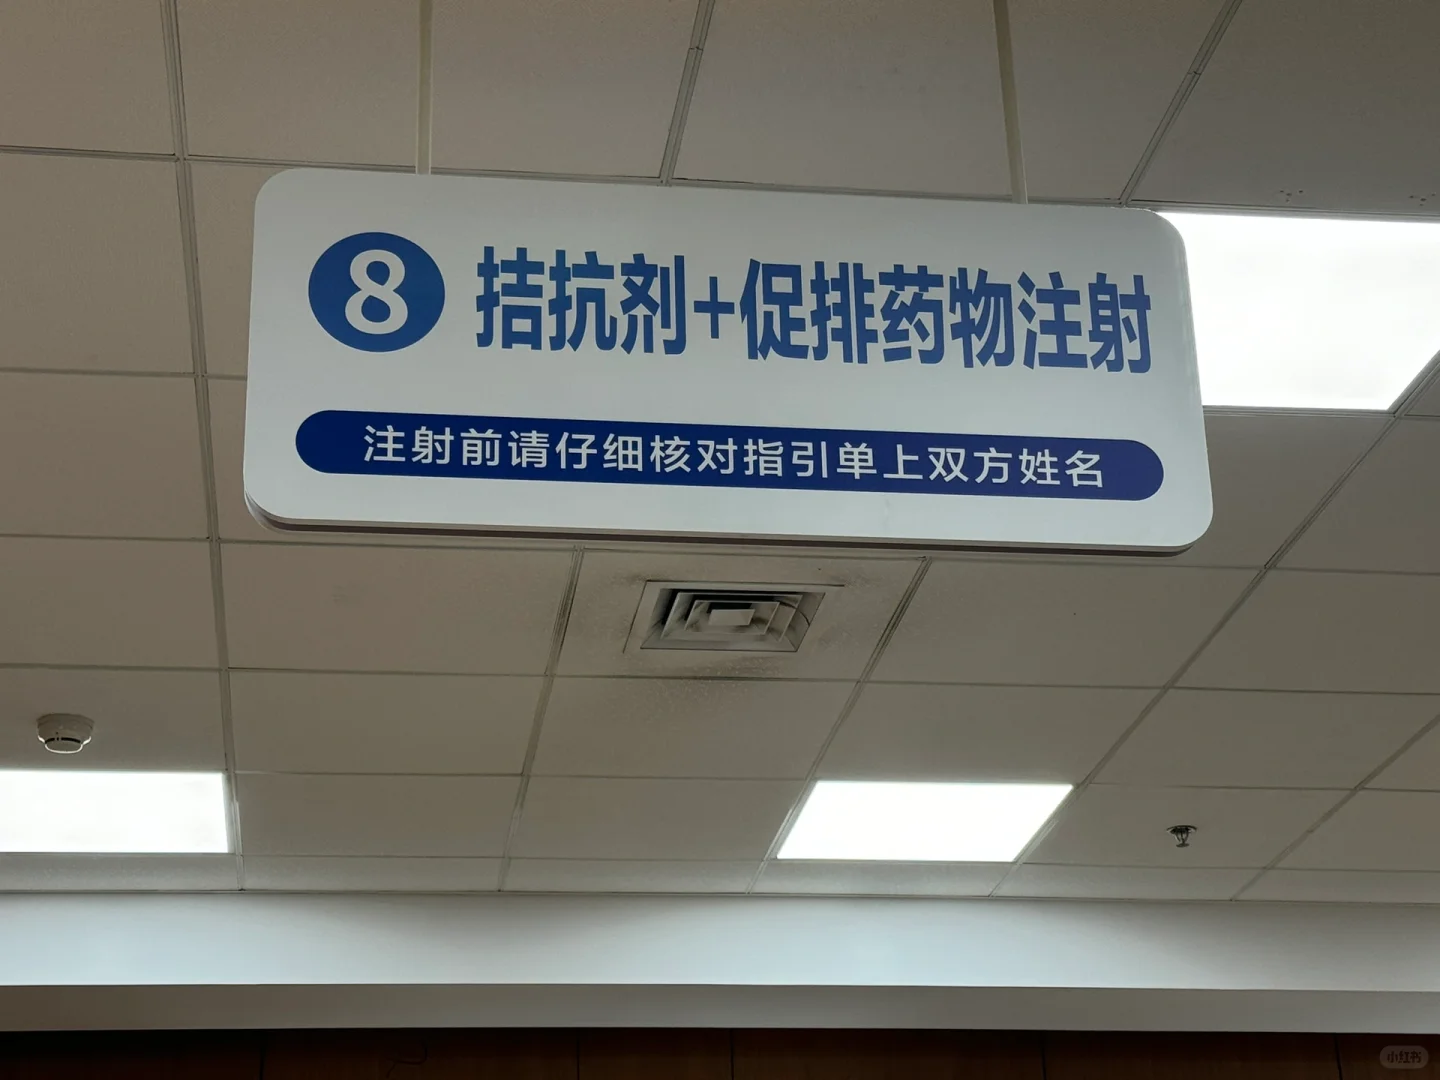 8 拮抗剂+促排药物注射
注射前请仔细核对指引单上双方姓名
小红书